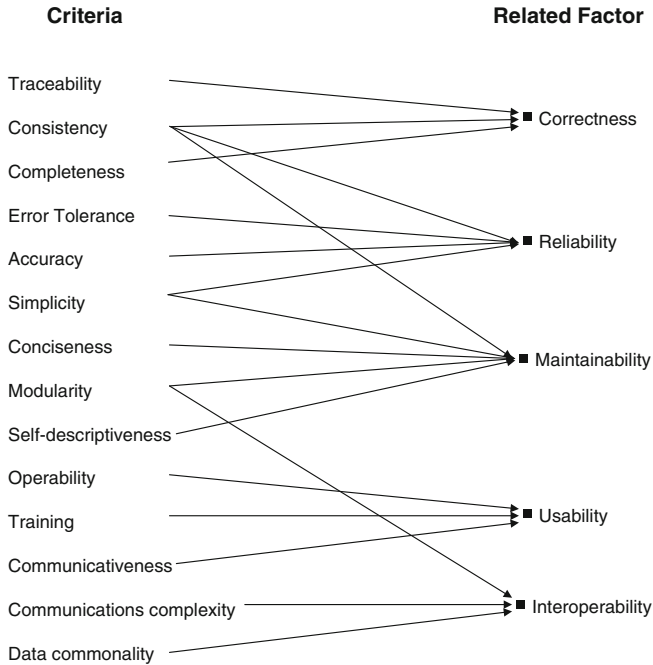 Criteria
Related Factor
Traceability
Consistency
Completeness
Error Tolerance
Accuracy
Simplicity
Conciseness
Modularity
Self-descriptiveness
Operability
Training
Communicativeness
Communications complexity
Data commonality
Correctness
Reliability
Maintainability
Usability
Interoperability